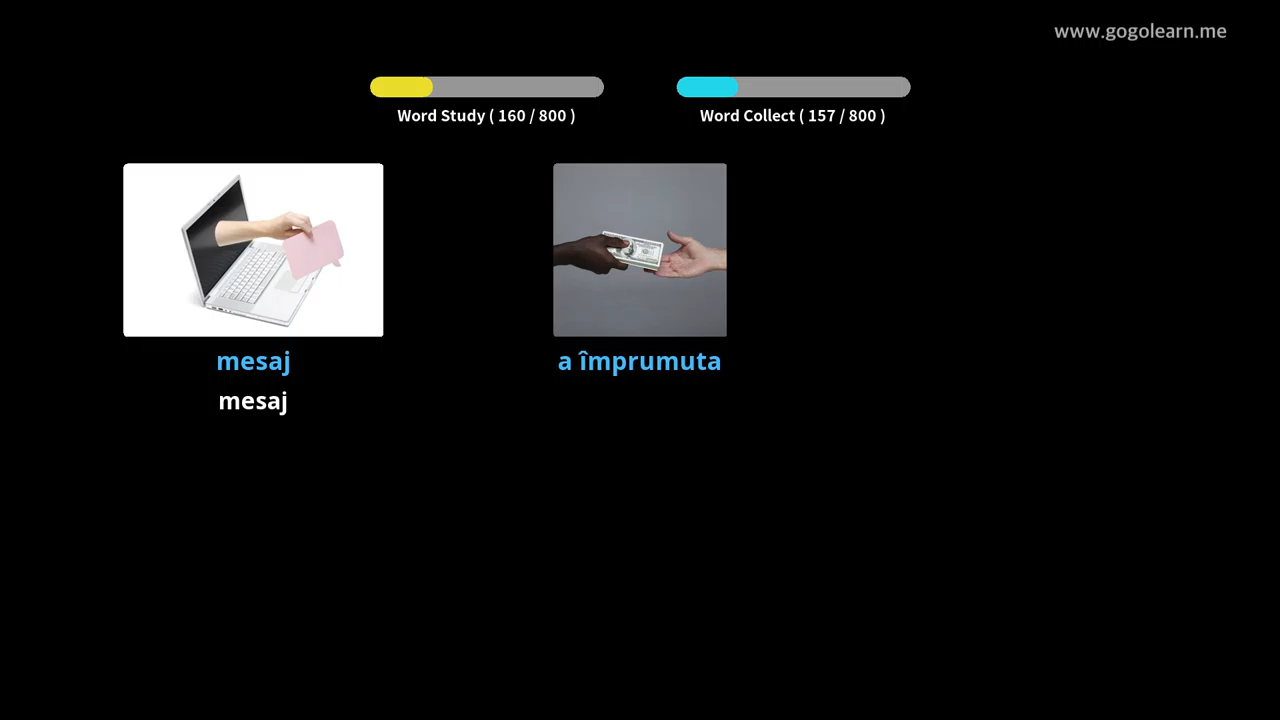 www.gogolearn.me
Word Study ( 160 / 800 )
Word Collect ( 157 / 800 )
mesaj
a împrumuta
mesaj